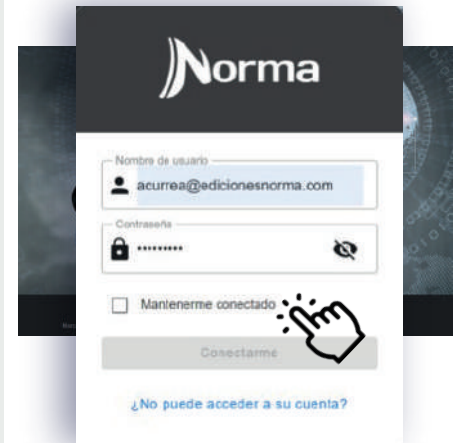 Norma
Nombre de usuario
acurrea@edicionesnorma.com
Contraseña
Mantenerme conectado
Conectarme
¿No puede acceder a su cuenta?